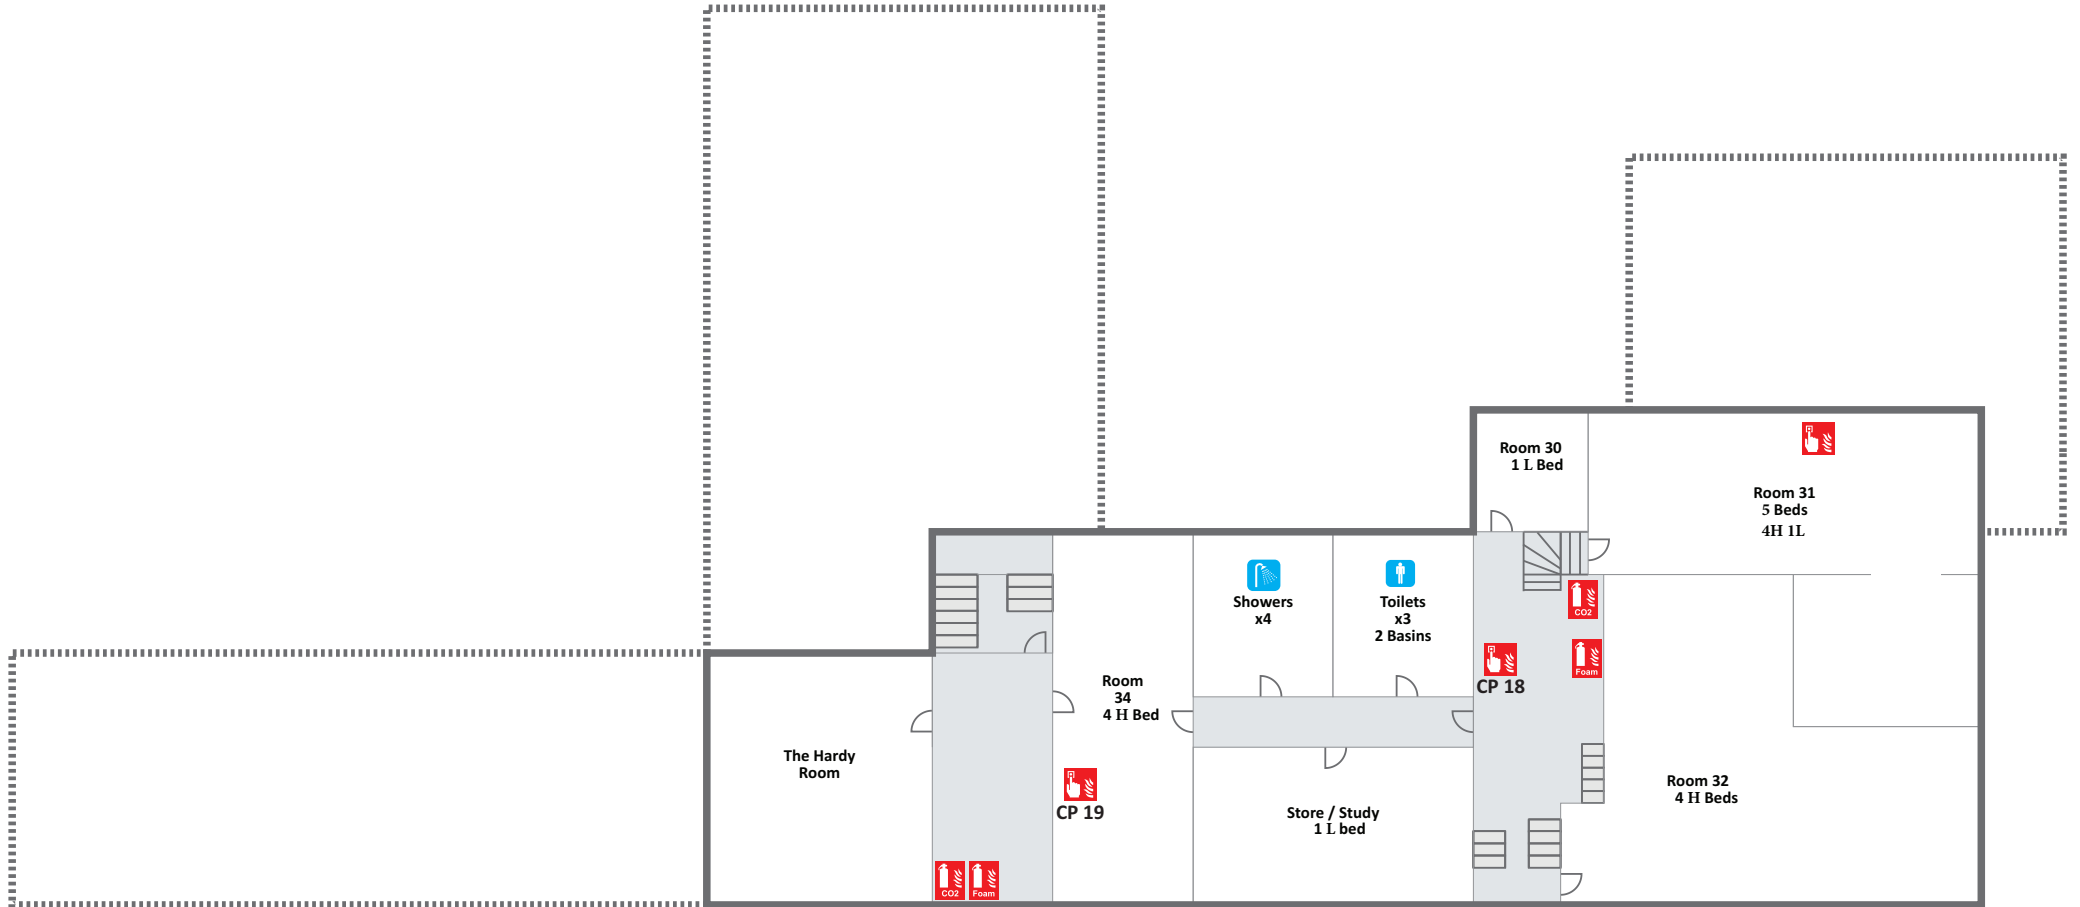 Room 30
1 L Bed
Room 31
5 Beds
4H 1L
Showers
x4
Toilets
x3
2 Basins
CO2
Foam
CP 18
Room
34
4 H Bed
The Hardy
Room
CP 19
Store / Study
1 L bed
Room 32
4 H Beds
CO2
Foam